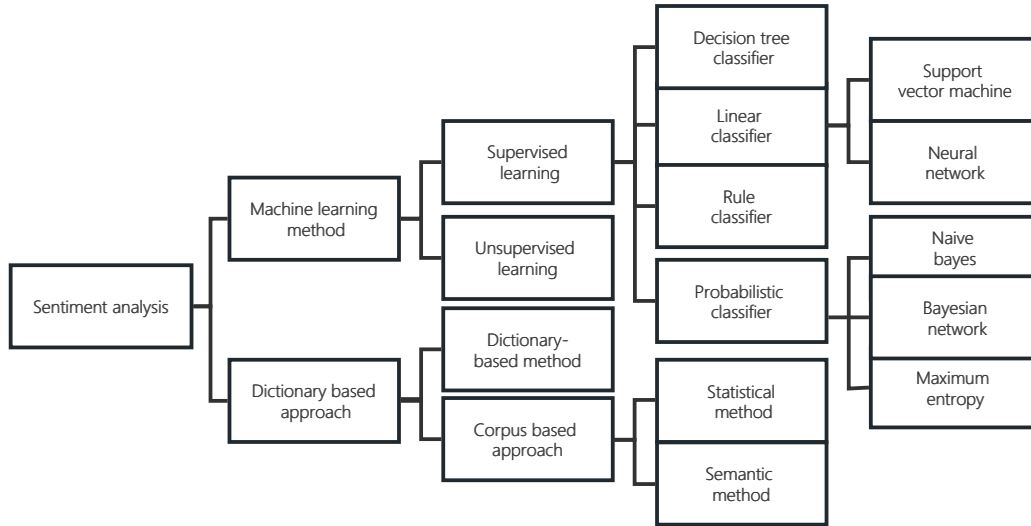 Sentiment analysis
Machine learning
method
Dictionary based
approach
Supervised
learning
Unsupervised
learning
Dictionary-
based method
Corpus based
approach
Decision tree
classifier
Linear
classifier
Rule
classifier
Probabilistic
classifier
Statistical
method
Semantic
method
Support
vector machine
Neural
network
Naive
bayes
Bayesian
network
Maximum
entropy